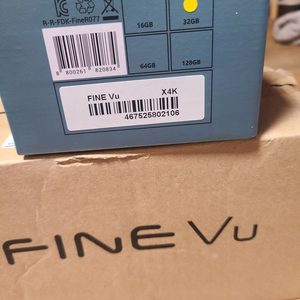 R-R-FDK-FineR077
16GB
32GB
8 800261 820834
64GB
128GB
FINE Vu X4K
467525802106
FINE Vu